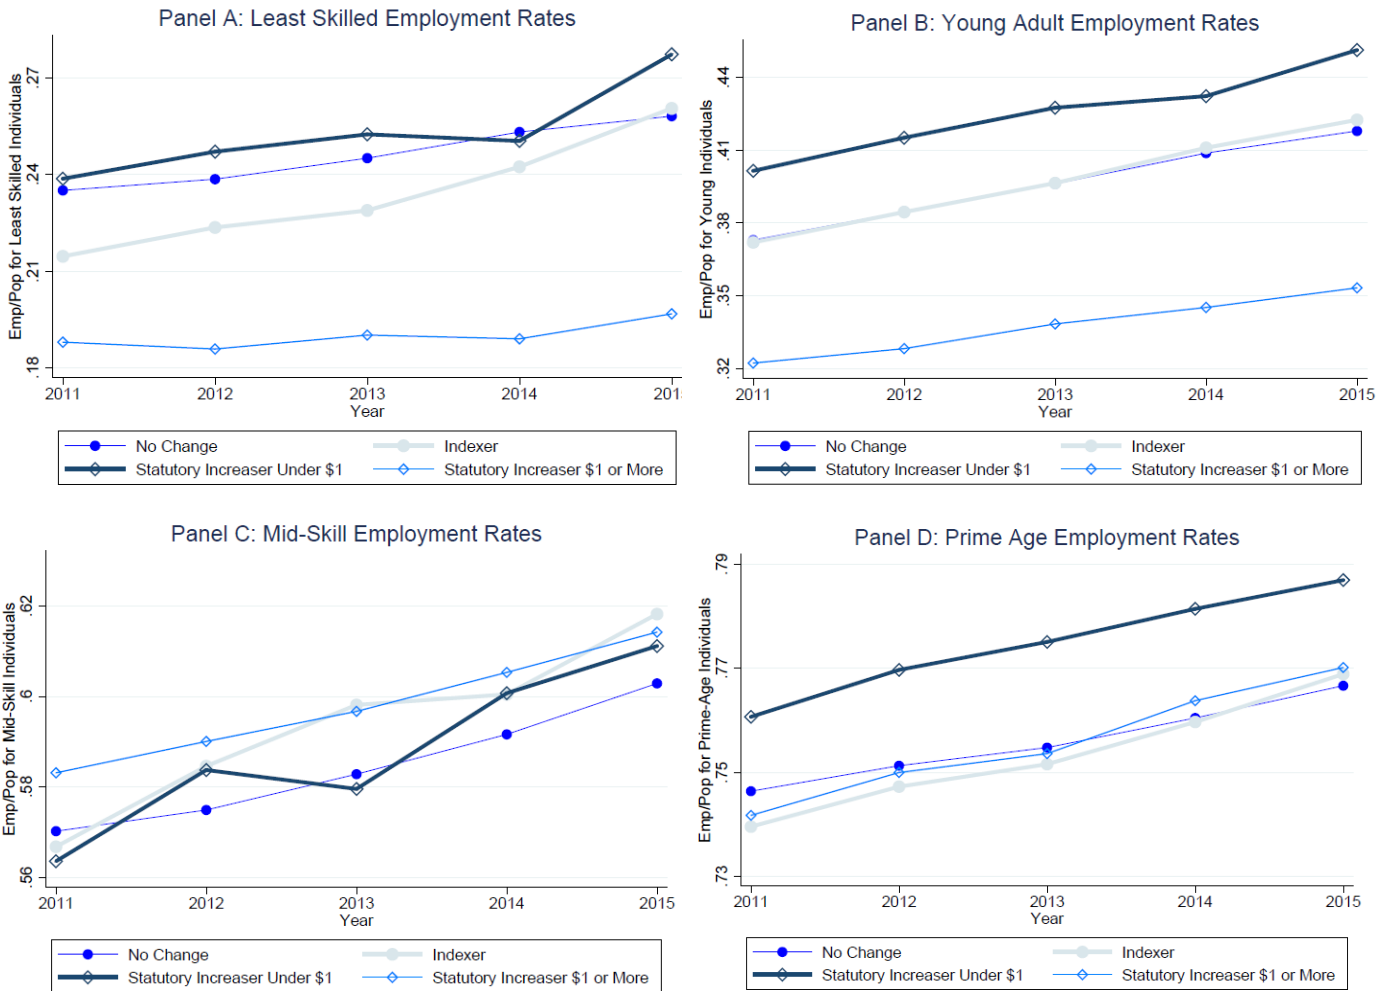 Panel A: Least Skilled Employment Rates
Emp/Pop for Least Skilled Individuals
.27
.24
.21
.18
2011 2012 2013 2014 201
Year
No Change Indexer
Statutory Increaser Under $1 Statutory Increaser $1 or More
Panel B: Young Adult Employment Rates
Emp/Pop for Young Individuals
.44
.41
.38
.35
.32
2011 2012 2013 2014 2015
Year
No Change Indexer
Statutory Increaser Under $1 Statutory Increaser $1 or More
Panel C: Mid-Skill Employment Rates
Emp/Pop for Mid-Skill Individuals
.62
.6
.58
.56
2011 2012 2013 2014 2015
Year
No Change Indexer
Statutory Increaser Under $1 Statutory Increaser $1 or More
Panel D: Prime Age Employment Rates
Emp/Pop for Prime-Age Individuals
.79
.77
.75
.73
2011 2012 2013 2014 2015
Year
No Change Indexer
Statutory Increaser Under $1 Statutory Increaser $1 or More